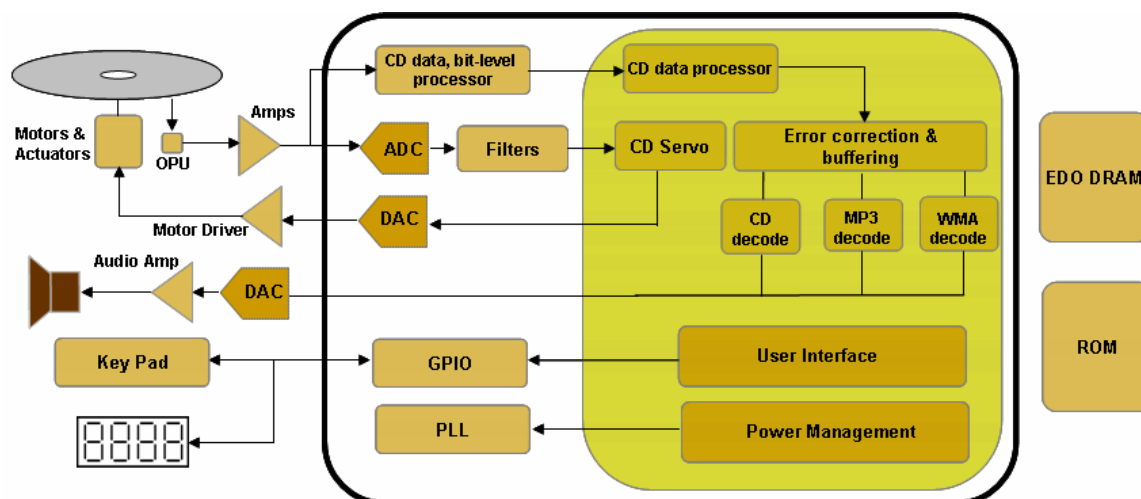 CD data, bit-level
processor
CD data processor
Amps
Motors &
Actuators
OPU
ADC
Filters
CD Servo
Error correction &
buffering
EDO DRAM
Motor Driver
DAC
CD
decode
MP3
decode
WMA
decode
Audio Amp
DAC
Key Pad
GPIO
User Interface
ROM
8888
PLL
Power Management